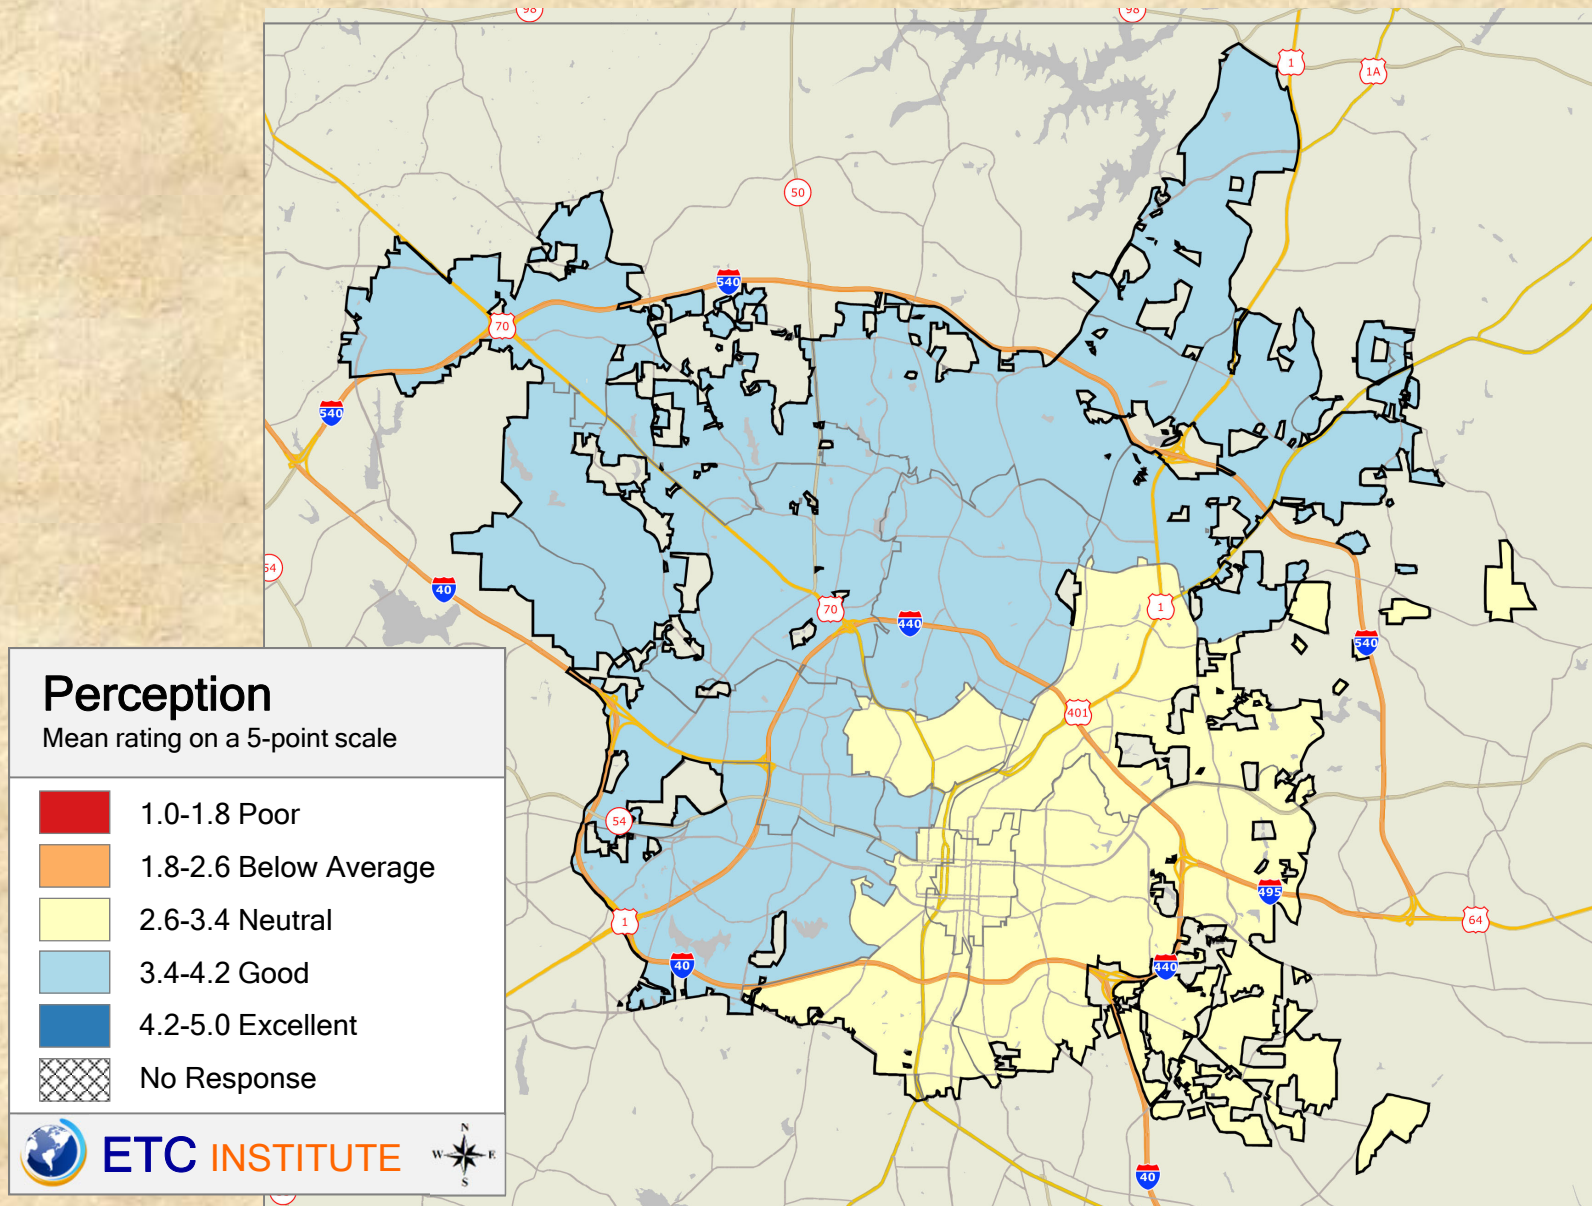 98
98
1
1A
50
540
70
540
54
40
70
440
1
540
401
Perception
Mean rating on a 5-point scale
1.0-1.8 Poor
1.8-2.6 Below Average
2.6-3.4 Neutral
3.4-4.2 Good
4.2-5.0 Excellent
No Response
54
495
1
64
40
440
ETC INSTITUTE
N
W E
S
40